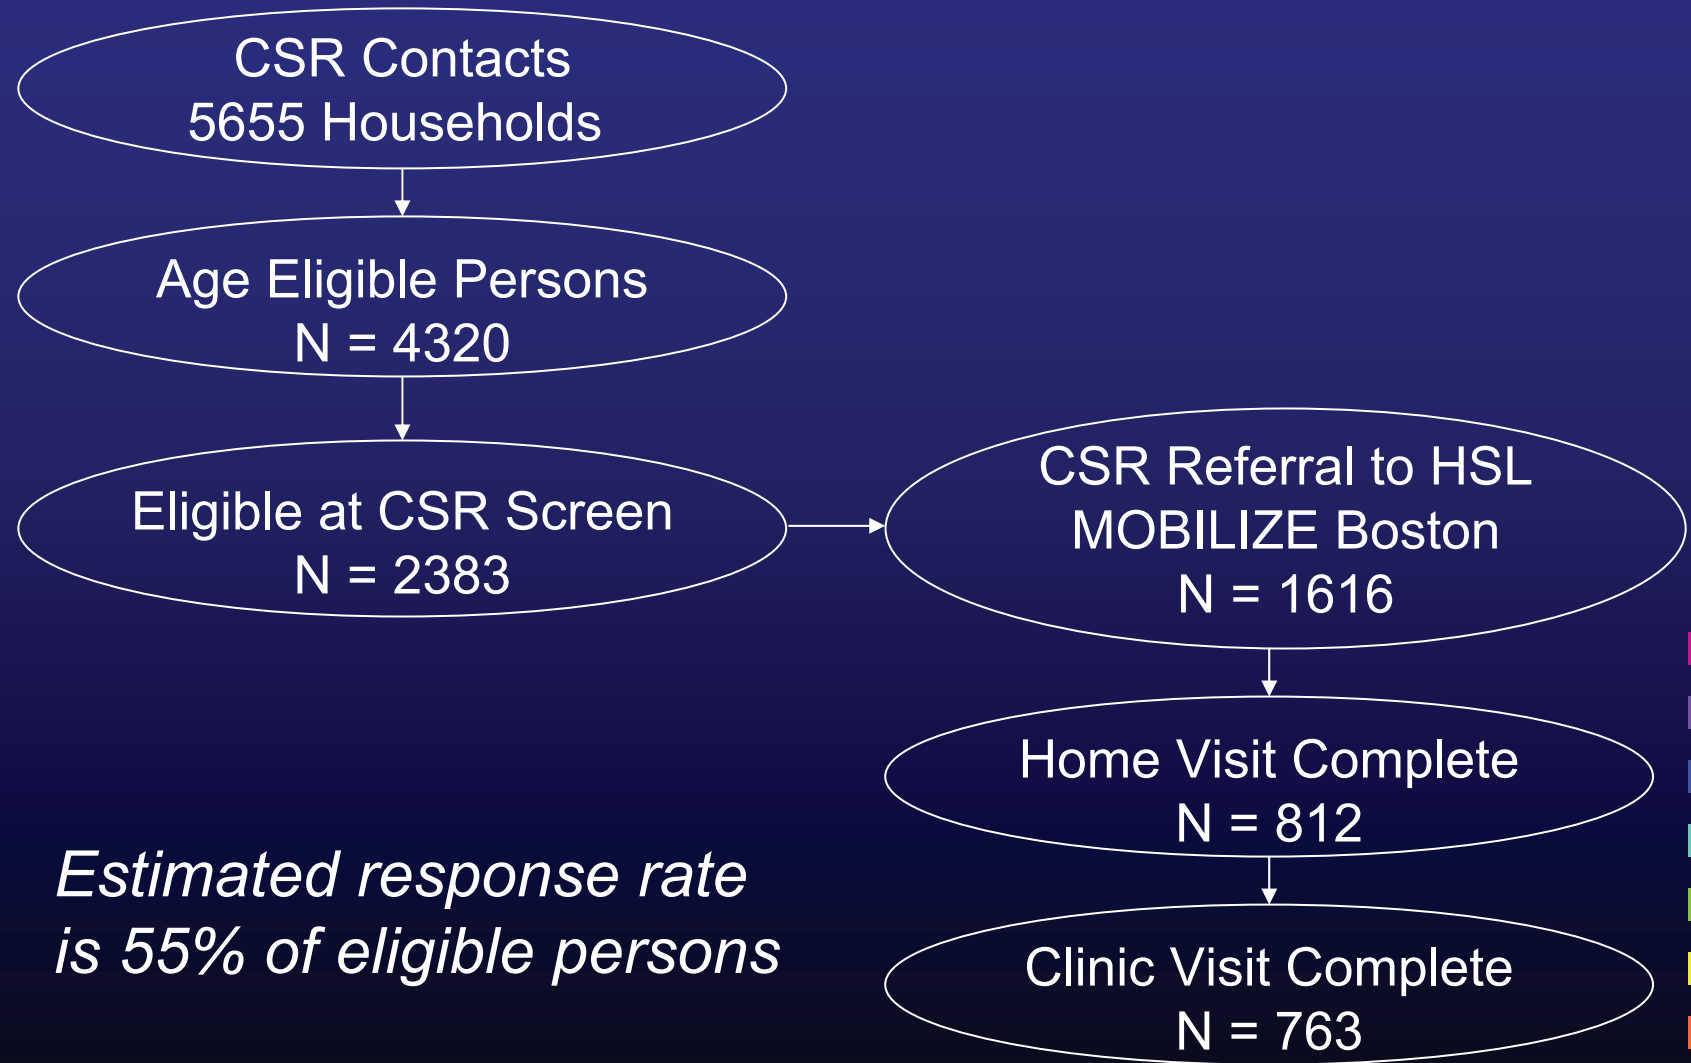 CSR Contacts
5655 Households
Age Eligible Persons
N = 4320
Eligible at CSR Screen
N = 2383
CSR Referral to HSL
MOBILIZE Boston
N = 1616
Home Visit Complete
N = 812
Clinic Visit Complete
N = 763
Estimated response rate
is 55% of eligible persons